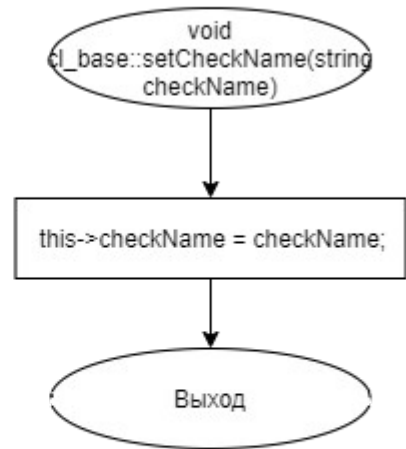 void
cl_base::setCheckName(string
checkName)
this->checkName = checkName;
Выход